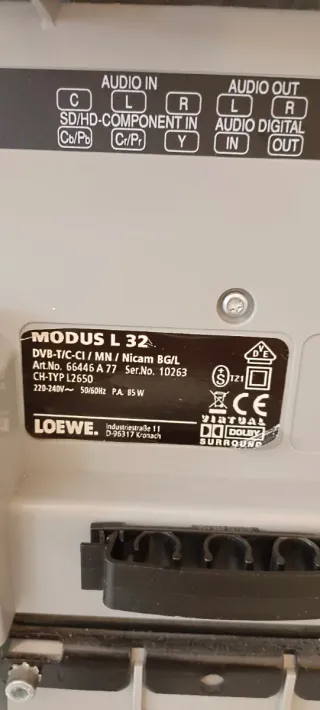 AUDIO IN AUDIO OUT
C L R L R
SD/HD-COMPONENT IN AUDIO DIGITAL
Cb/Pb Cr/Pr Y IN OUT
MODUS L 32
DVB-T/C-CI / MN / Nicam BG/L
Art.No. 66446 A 77 Ser.No. 10263
CH-TYP L2650
220-240V~ 50/60Hz P.A. 85 W
VDE
S TZ1
CE
LOEWE. Industriestraße 11
D-96317 Kronach
VIRTUAL
DOLBY
SURROUND